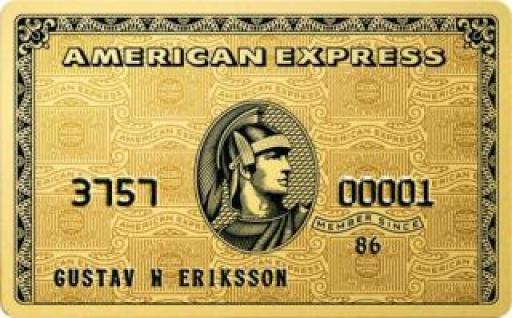 AMERICAN EXPRESS
3757 00001
MEMBER SINCE
86
GUSTAV W ERIKSSON